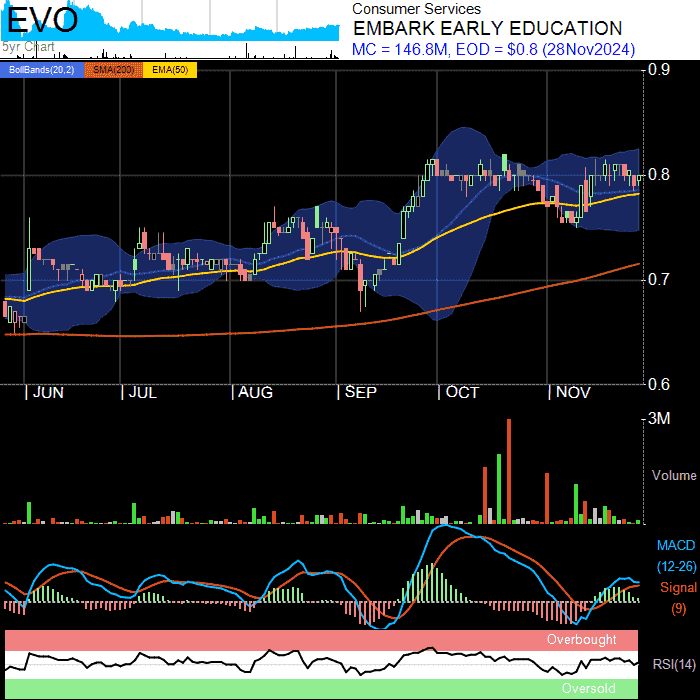 EVO
5yr Chart
Consumer Services
EMBARK EARLY EDUCATION
MC = 146.8M, EOD = $0.8 (28Nov2024)
BollBands(20,2) SMA(200) EMA(50)
0.9
0.8
0.7
0.6
JUN JUL AUG SEP OCT NOV
3M
Volume
MACD
(12-26)
Signal
(9)
Overbought
RSI(14)
Oversold